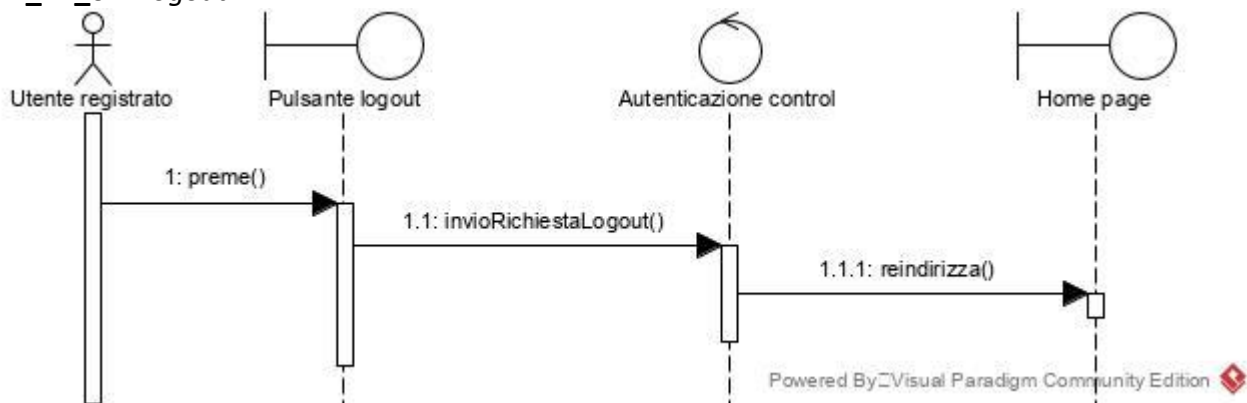 Utente registrato
Pulsante logout
Autenticazione control
Home page
1: preme()
1.1: invioRichiestaLogout()
1.1.1: reindirizza()
Powered By Visual Paradigm Community Edition